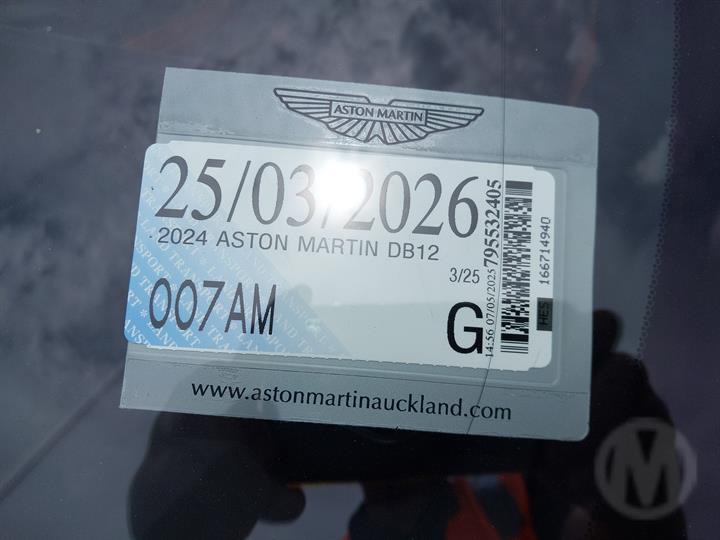 ASTON MARTIN
25/03/2026
2024 ASTON MARTIN DB12
3/25
007AM
G
14:56 07/05/2025 795532405
MES
166714940
www.astonmartinauckland.com
M